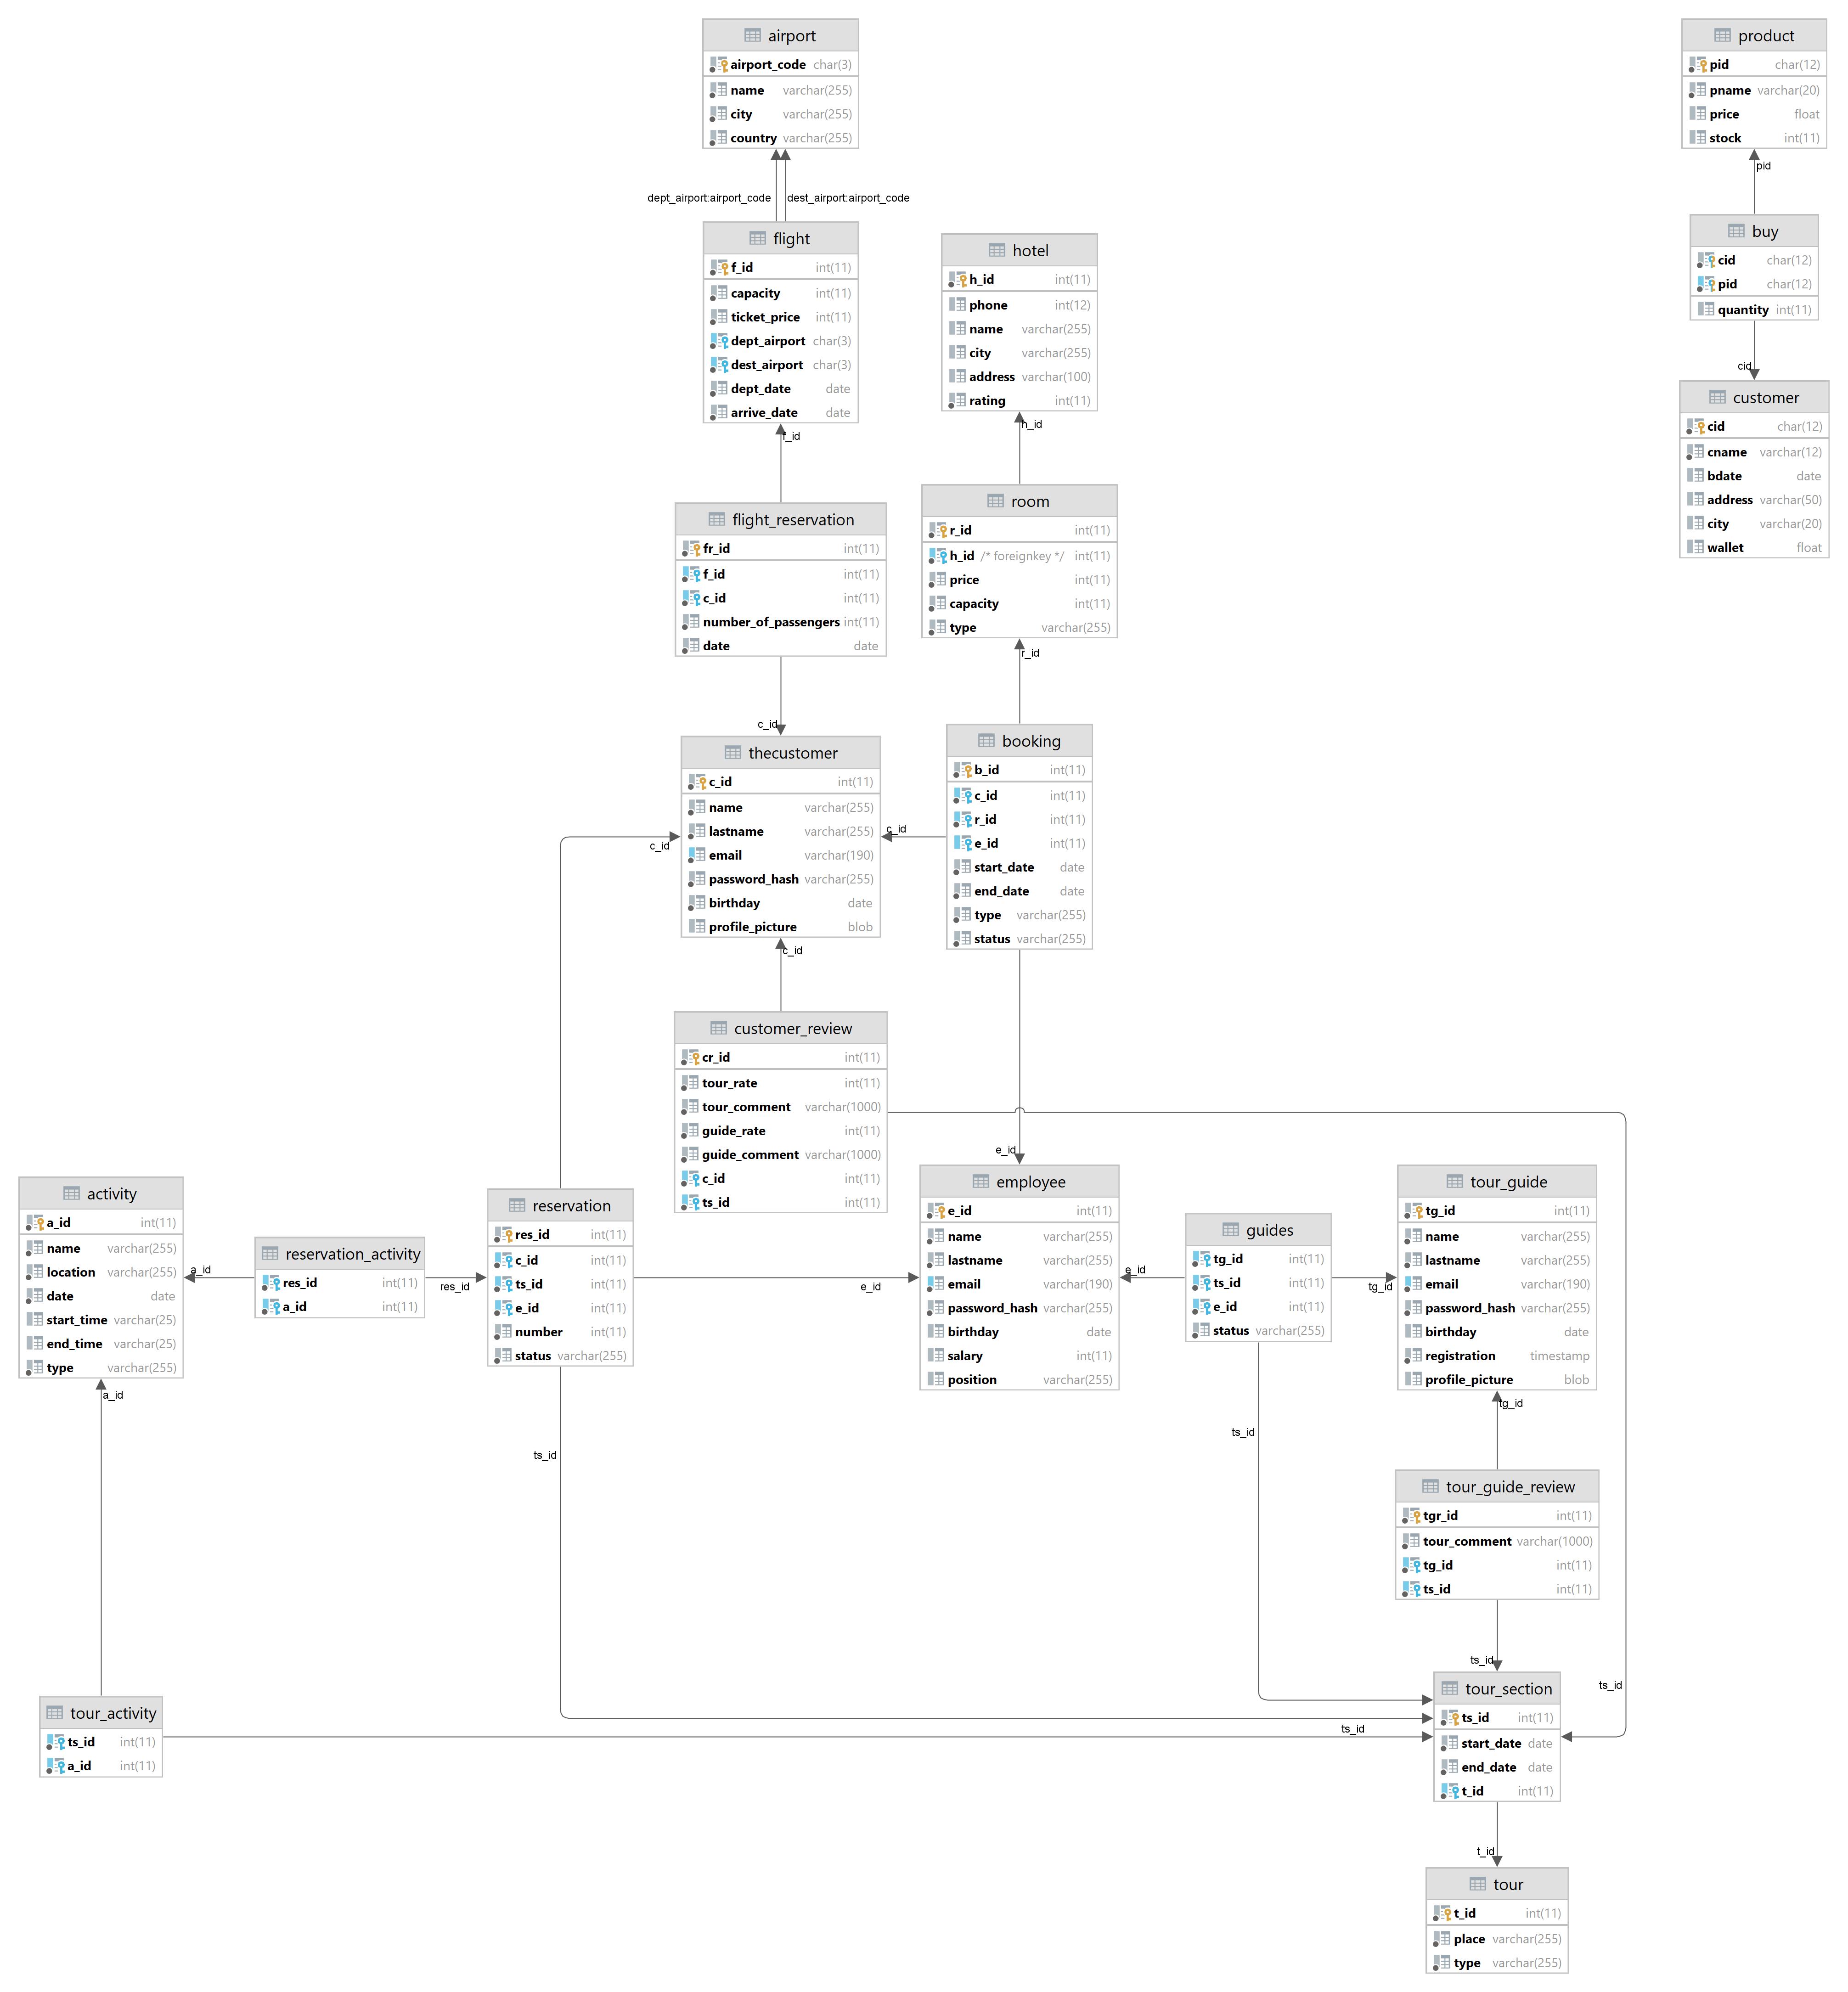 airport
airport_code char(3)
name varchar(255)
city varchar(255)
country varchar(255)
dept_airport:airport_code
dest_airport:airport_code
flight
f_id int(11)
capacity int(11)
ticket_price int(11)
dept_airport char(3)
dest_airport char(3)
dept_date date
arrive_date date
f_id
flight_reservation
fr_id int(11)
f_id int(11)
c_id int(11)
number_of_passengers int(11)
date date
c_id
hotel
h_id int(11)
phone int(12)
name varchar(255)
city varchar(255)
address varchar(100)
rating int(11)
h_id
room
r_id int(11)
h_id /* foreignkey */ int(11)
price int(11)
capacity int(11)
type varchar(255)
r_id
product
pid char(12)
pname varchar(20)
price float
stock int(11)
pid
buy
cid char(12)
pid char(12)
quantity int(11)
cid
customer
cid char(12)
cname varchar(12)
bdate date
address varchar(50)
city varchar(20)
wallet float
thecustomer
c_id int(11)
name varchar(255)
lastname varchar(255)
email varchar(190)
password_hash varchar(255)
birthday date
profile_picture blob
c_id
c_id
c_id
booking
b_id int(11)
c_id int(11)
r_id int(11)
e_id int(11)
start_date date
end_date date
type varchar(255)
status varchar(255)
e_id
customer_review
cr_id int(11)
tour_rate int(11)
tour_comment varchar(1000)
guide_rate int(11)
guide_comment varchar(1000)
c_id int(11)
ts_id int(11)
activity
a_id int(11)
name varchar(255)
location varchar(255)
date date
start_time varchar(25)
end_time varchar(25)
type varchar(255)
a_id
a_id
reservation_activity
res_id int(11)
a_id int(11)
res_id
reservation
res_id int(11)
c_id int(11)
ts_id int(11)
e_id int(11)
number int(11)
status varchar(255)
e_id
ts_id
employee
e_id int(11)
name varchar(255)
lastname varchar(255)
email varchar(190)
password_hash varchar(255)
birthday date
salary int(11)
position varchar(255)
e_id
guides
tg_id int(11)
ts_id int(11)
e_id int(11)
status varchar(255)
tg_id
ts_id
tour_guide
tg_id int(11)
name varchar(255)
lastname varchar(255)
email varchar(190)
password_hash varchar(255)
birthday date
registration timestamp
profile_picture blob
tg_id
tour_guide_review
tgr_id int(11)
tour_comment varchar(1000)
tg_id int(11)
ts_id int(11)
ts_id
ts_id
tour_activity
ts_id int(11)
a_id int(11)
ts_id
tour_section
ts_id int(11)
start_date date
end_date date
t_id int(11)
t_id
tour
t_id int(11)
place varchar(255)
type varchar(255)